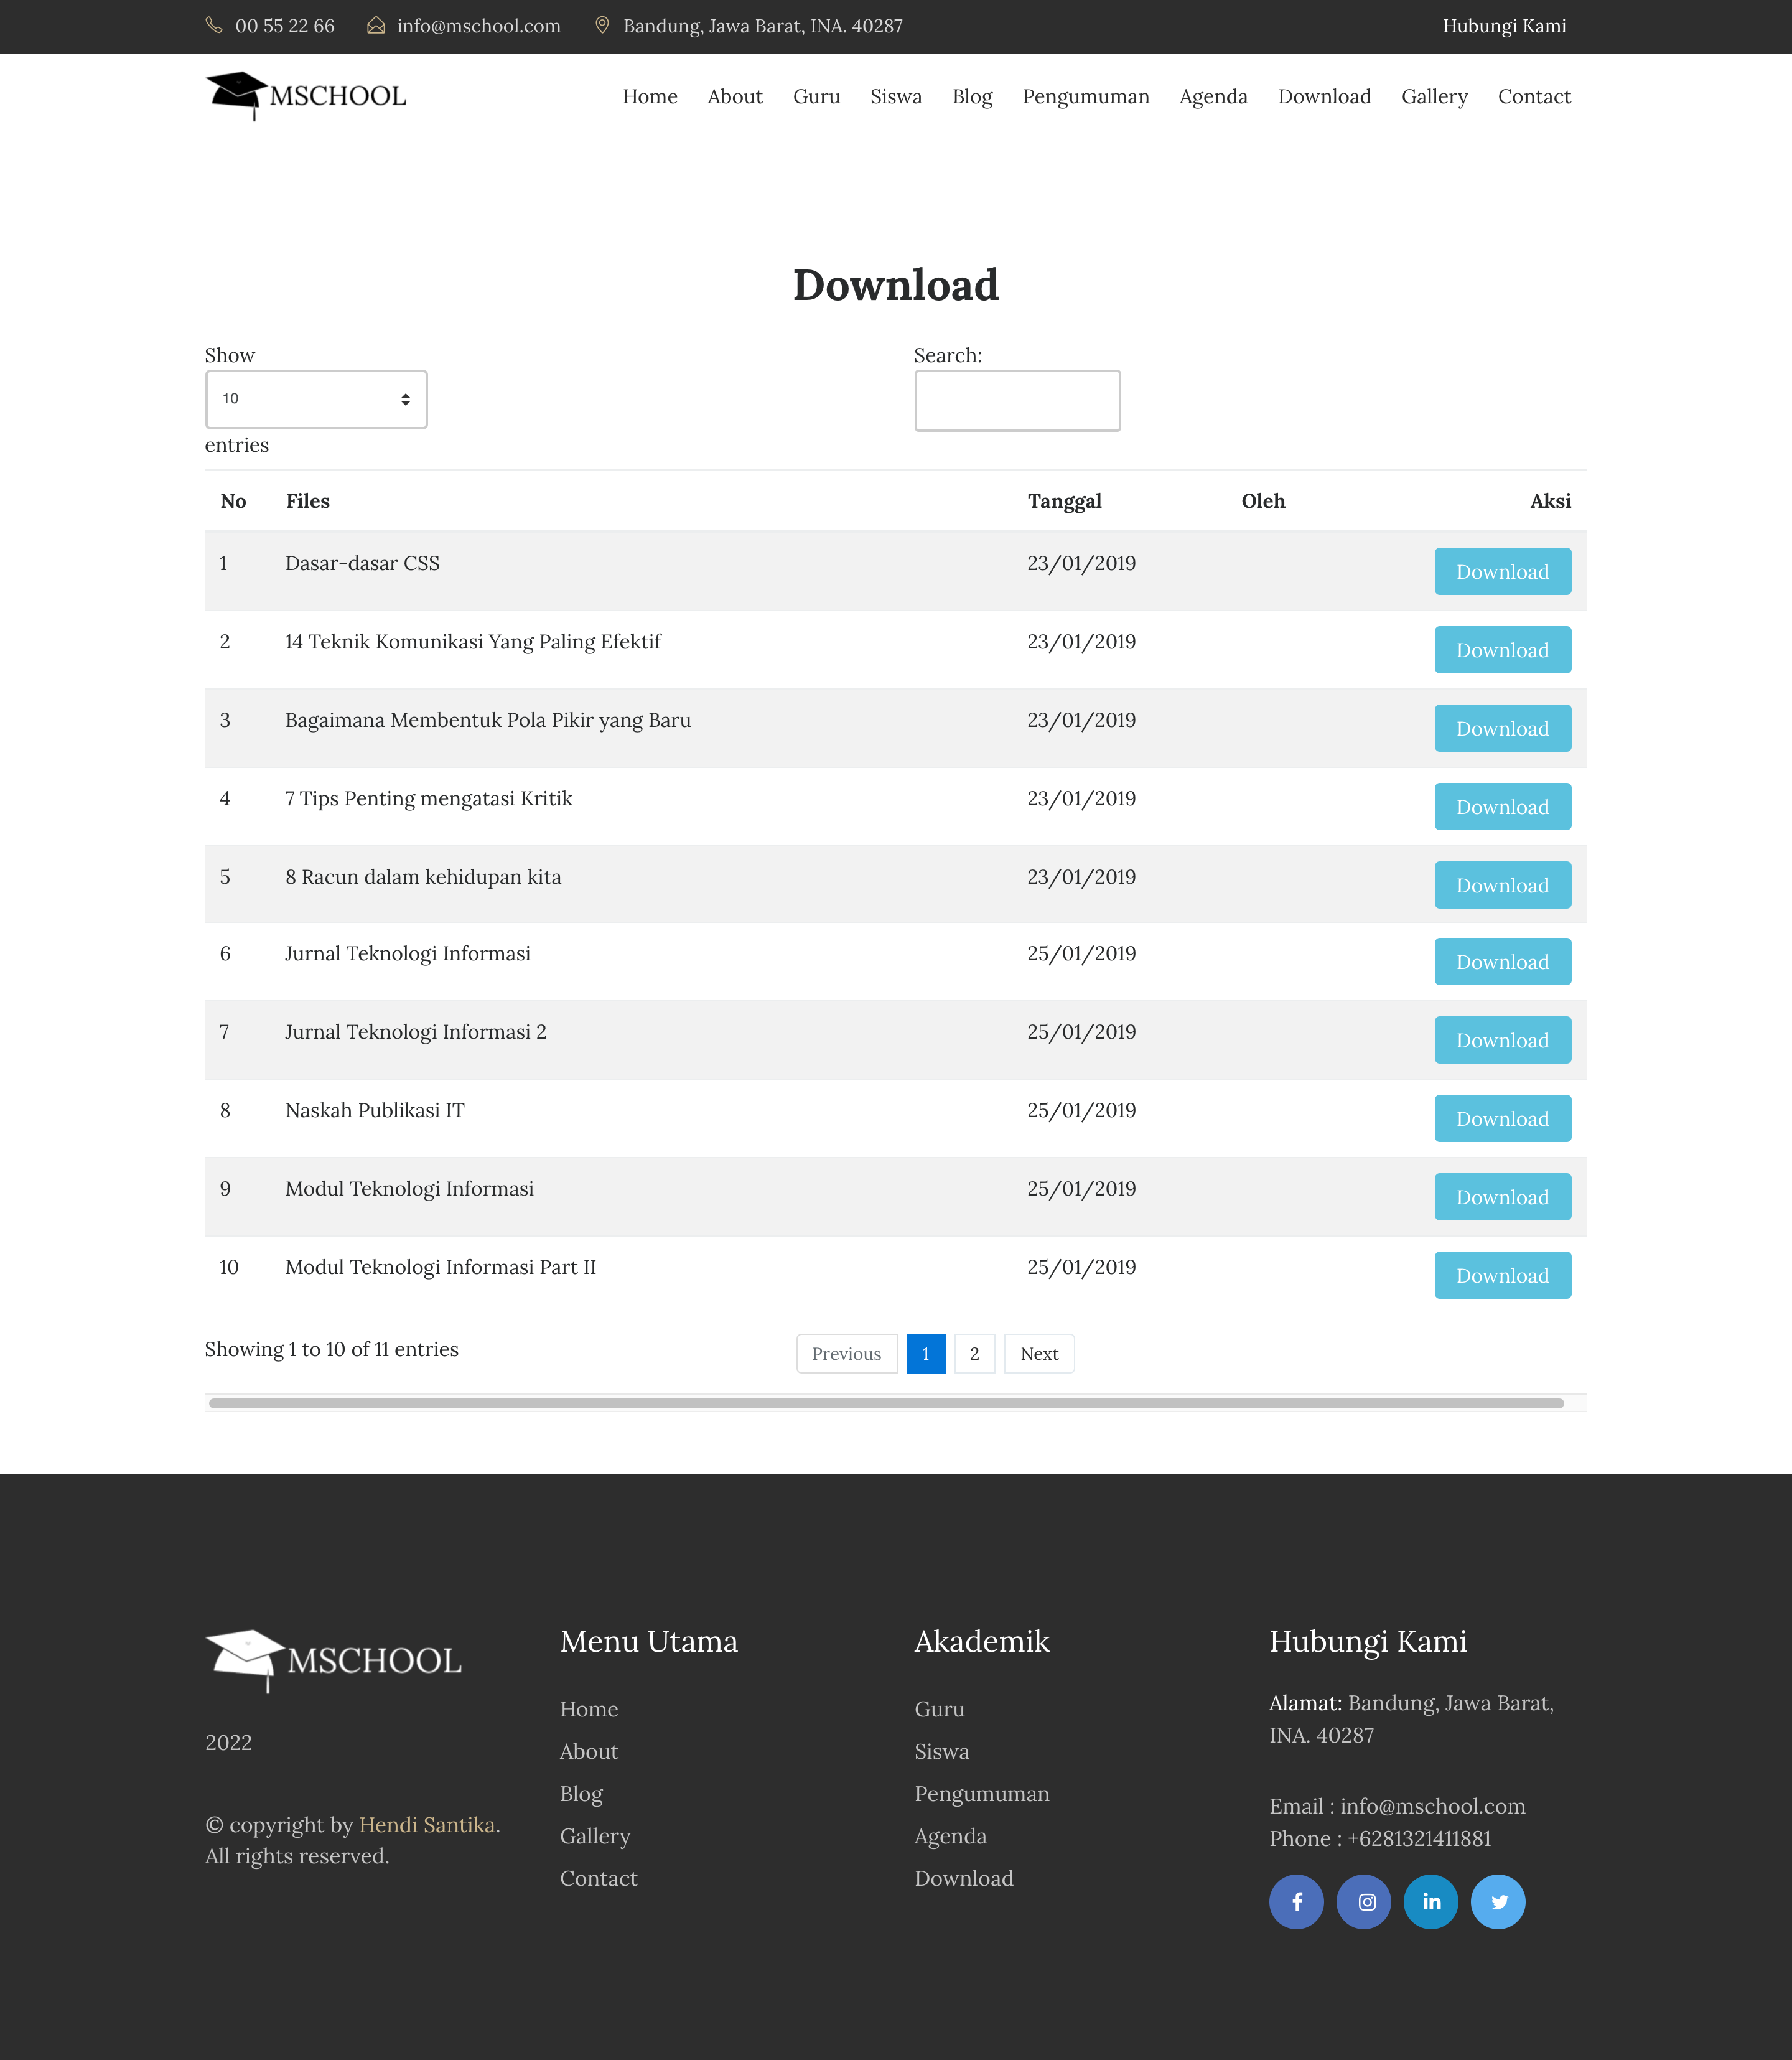 00 55 22 66 info@mschool.com Bandung, Jawa Barat, INA. 40287 Hubungi Kami
MSCHOOL Home About Guru Siswa Blog Pengumuman Agenda Download Gallery Contact
Download
Show Search:
10
entries
No Files Tanggal Oleh Aksi
1 Dasar-dasar CSS 23/01/2019 Download
2 14 Teknik Komunikasi Yang Paling Efektif 23/01/2019 Download
3 Bagaimana Membentuk Pola Pikir yang Baru 23/01/2019 Download
4 7 Tips Penting mengatasi Kritik 23/01/2019 Download
5 8 Racun dalam kehidupan kita 23/01/2019 Download
6 Jurnal Teknologi Informasi 25/01/2019 Download
7 Jurnal Teknologi Informasi 2 25/01/2019 Download
8 Naskah Publikasi IT 25/01/2019 Download
9 Modul Teknologi Informasi 25/01/2019 Download
10 Modul Teknologi Informasi Part II 25/01/2019 Download
Showing 1 to 10 of 11 entries Previous 1 2 Next
MSCHOOL
2022
© copyright by Hendi Santika.
All rights reserved.
Menu Utama
Home
About
Blog
Gallery
Contact
Akademik
Guru
Siswa
Pengumuman
Agenda
Download
Hubungi Kami
Alamat: Bandung, Jawa Barat,
INA. 40287
Email : info@mschool.com
Phone : +6281321411881